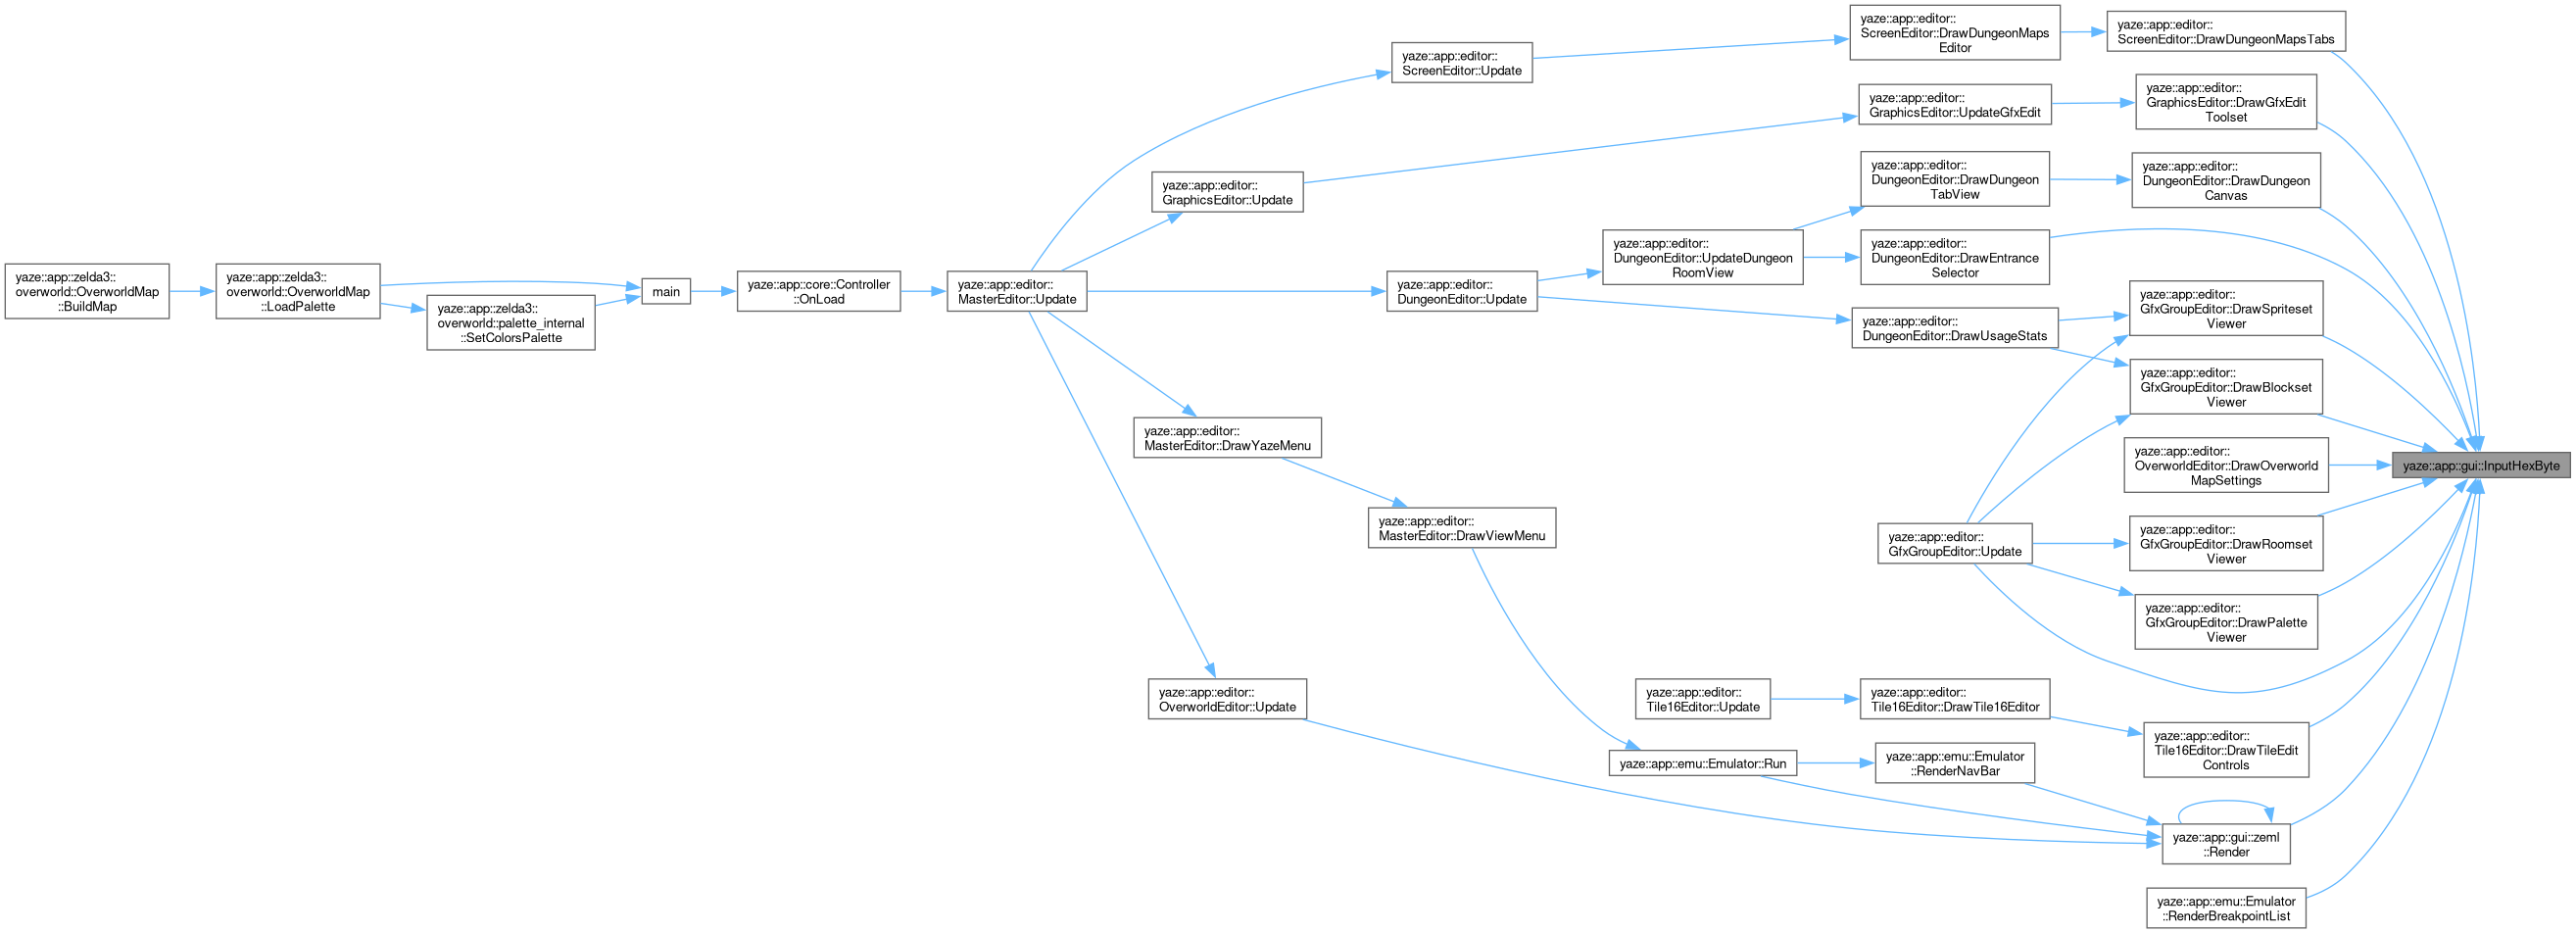 yaze::app::zelda3::
overworld::OverworldMap
::BuildMap
yaze::app::zelda3::
overworld::OverworldMap
::LoadPalette
yaze::app::zelda3::
overworld::palette_internal
::SetColorsPalette
main
yaze::app::core::Controller
::OnLoad
yaze::app::editor::
MasterEditor::Update
yaze::app::editor::
ScreenEditor::Update
yaze::app::editor::
GraphicsEditor::Update
yaze::app::editor::
DungeonEditor::Update
yaze::app::editor::
MasterEditor::DrawYazeMenu
yaze::app::editor::
MasterEditor::DrawViewMenu
yaze::app::editor::
OverworldEditor::Update
yaze::app::editor::
DungeonEditor::UpdateDungeon
RoomView
yaze::app::editor::
Tile16Editor::Update
yaze::app::emu::Emulator::Run
yaze::app::editor::
ScreenEditor::DrawDungeonMaps
Editor
yaze::app::editor::
GraphicsEditor::UpdateGfxEdit
yaze::app::editor::
DungeonEditor::DrawDungeon
TabView
yaze::app::editor::
DungeonEditor::DrawEntrance
Selector
yaze::app::editor::
DungeonEditor::DrawUsageStats
yaze::app::editor::
GfxGroupEditor::Update
yaze::app::editor::
Tile16Editor::DrawTile16Editor
yaze::app::emu::Emulator
::RenderNavBar
yaze::app::editor::
ScreenEditor::DrawDungeonMapsTabs
yaze::app::editor::
GraphicsEditor::DrawGfxEdit
Toolset
yaze::app::editor::
DungeonEditor::DrawDungeon
Canvas
yaze::app::editor::
GfxGroupEditor::DrawSpriteset
Viewer
yaze::app::editor::
GfxGroupEditor::DrawBlockset
Viewer
yaze::app::editor::
OverworldEditor::DrawOverworld
MapSettings
yaze::app::editor::
GfxGroupEditor::DrawRoomset
Viewer
yaze::app::editor::
GfxGroupEditor::DrawPalette
Viewer
yaze::app::editor::
Tile16Editor::DrawTileEdit
Controls
yaze::app::gui::zeml
::Render
yaze::app::emu::Emulator
::RenderBreakpointList
yaze::app::gui::InputHexByte